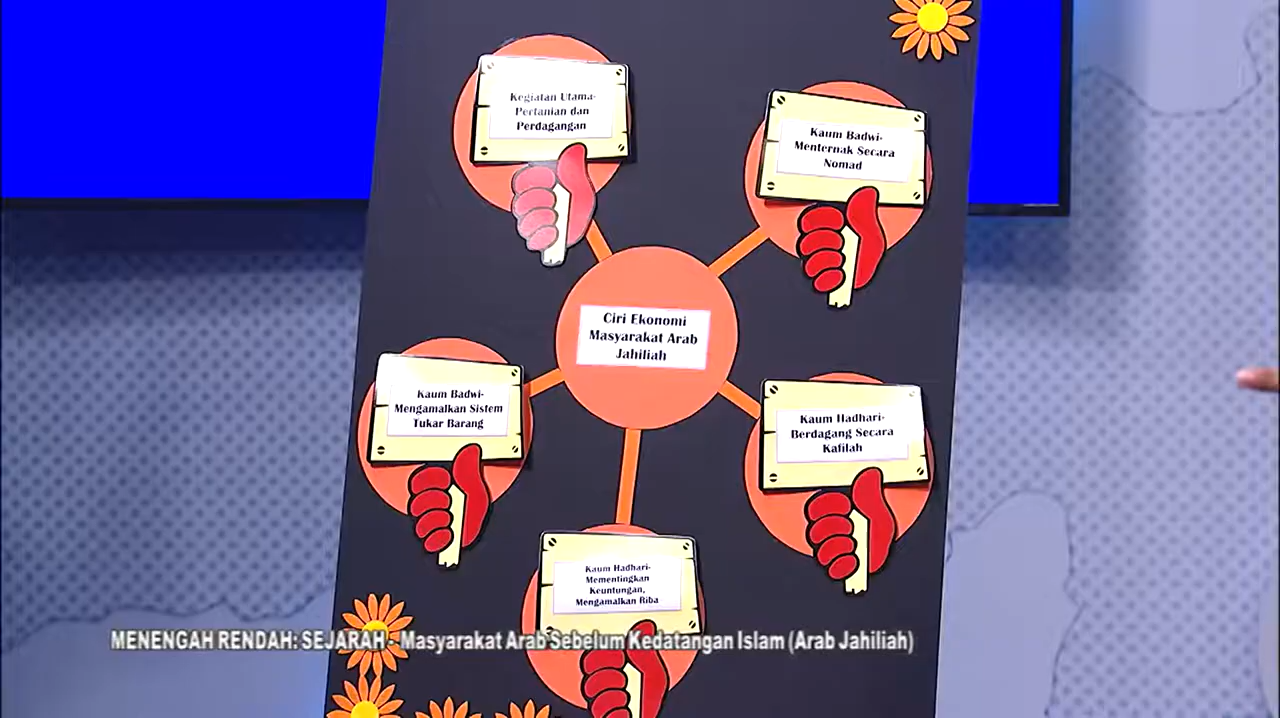 Kegiatan Utama-
Pertanian dan
Perdagangan
Kaum Badwi-
Menternak Secara
Nomad
Ciri Ekonomi
Masyarakat Arab
Jahiliah
Kaum Badwi-
Mengamalkan Sistem
Tukar Barang
Kaum Hadhari-
Berdagang Secara
Kafilah
Kaum Hadhari-
Mementingkan
Keuntungan,
Mengamalkan Riba
MENENGAH RENDAH: SEJARAH - Masyarakat Arab Sebelum Kedatangan Islam (Arab Jahiliah)